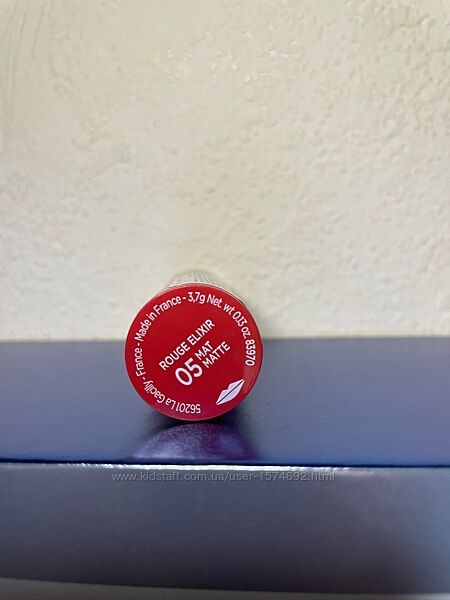 56201 La Gacilly - France - Made in France - 3,7g Net. wt 0.13 oz. 83970
ROUGE ELIXIR
05 MAT
MATTE
www.kidstaff.com.ua/user-1574692.html